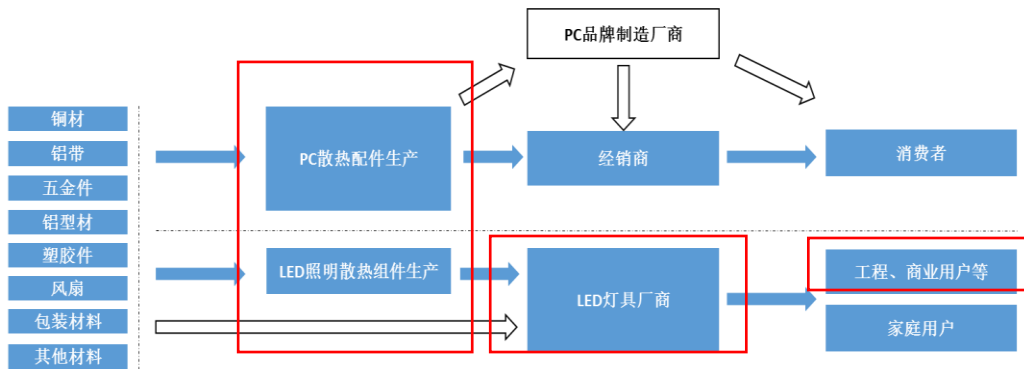 PC品牌制造厂商
铜材
铝带
五金件
铝型材
塑胶件
风扇
包装材料
其他材料
PC散热配件生产
经销商
消费者
LED照明散热组件生产
LED灯具厂商
工程、商业用户等
家庭用户